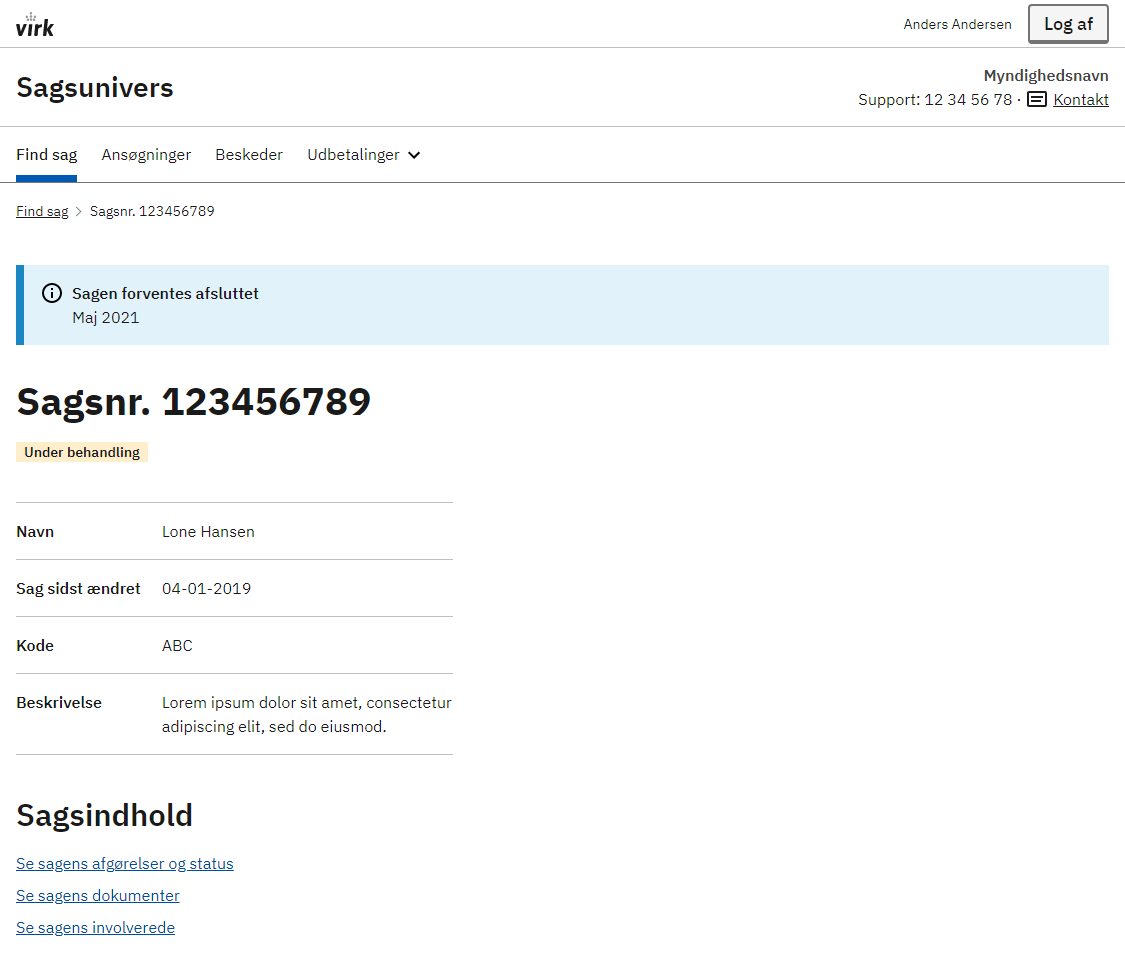 virk
Anders Andersen
Log af
Sagsunivers
Myndighedsnavn
Support: 12 34 56 78 · Kontakt
Find sag
Ansøgninger
Beskeder
Udbetalinger
Find sag > Sagsnr. 123456789
Sagen forventes afsluttet
Maj 2021
Sagsnr. 123456789
Under behandling
Navn Lone Hansen
Sag sidst ændret 04-01-2019
Kode ABC
Beskrivelse Lorem ipsum dolor sit amet, consectetur
adipiscing elit, sed do eiusmod.
Sagsindhold
Se sagens afgørelser og status
Se sagens dokumenter
Se sagens involverede